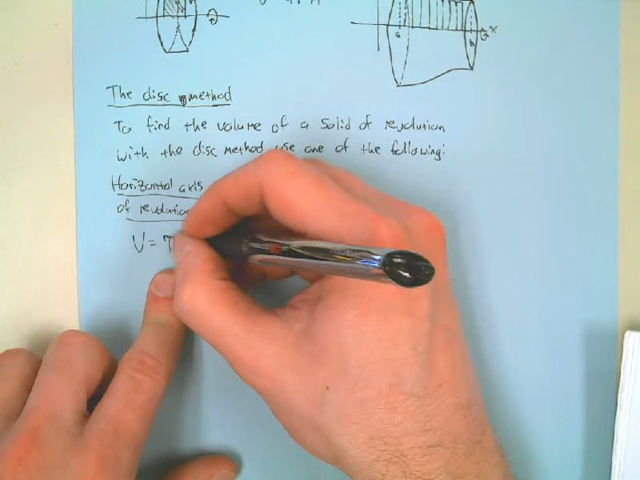 a b x
The disc method
To find the volume of a solid of revolution
with the disc method use one of the following:
Horizontal axis
of revolution
V = π